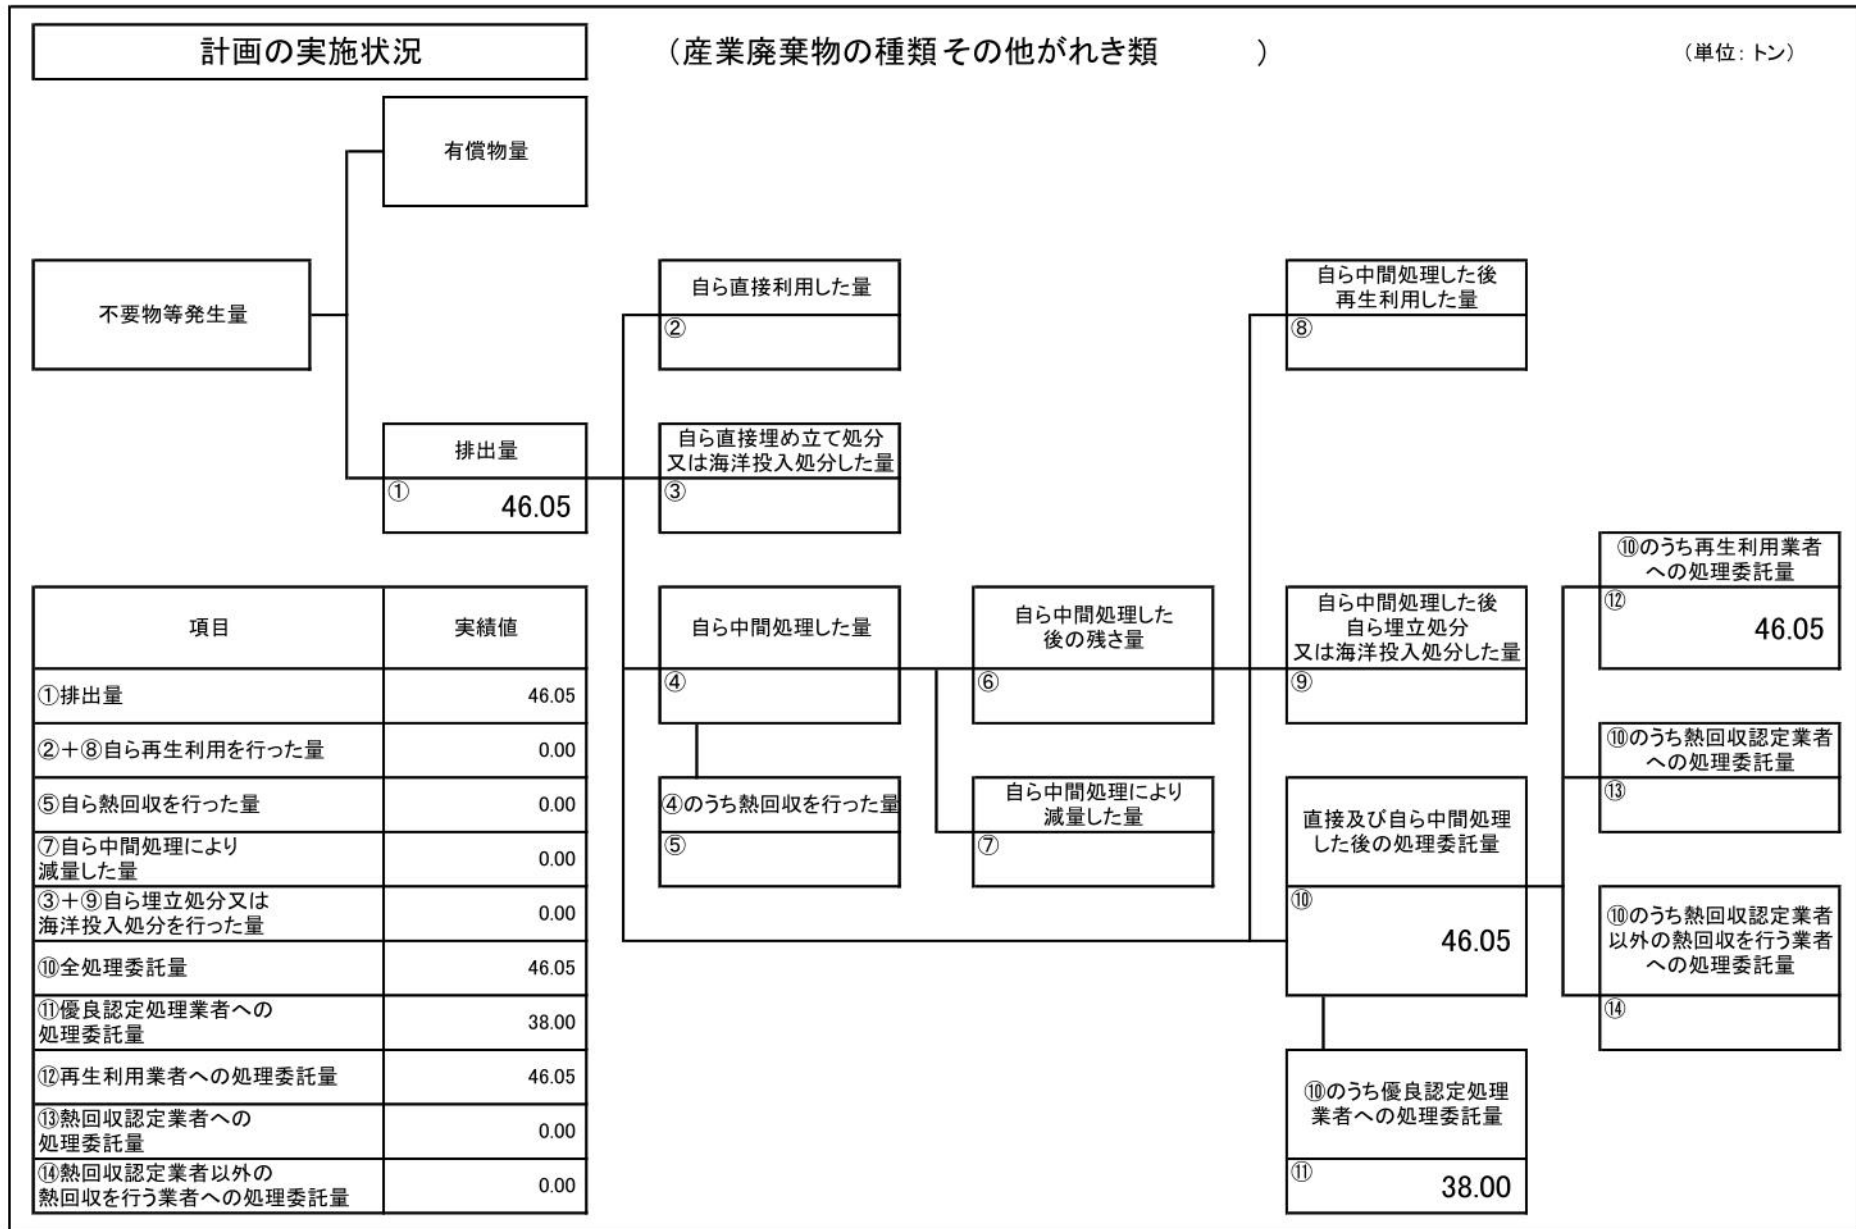 計画の実施状況
(産業廃棄物の種類その他がれき類　　　)
(単位：トン)
有償物量
不要物等発生量
自ら直接利用した量
②
自ら中間処理した後
再生利用した量
⑧
排出量
①
46.05
自ら直接埋め立て処分
又は海洋投入処分した量
③
⑩のうち再生利用業者
への処理委託量
⑫
46.05
自ら中間処理した量
④
自ら中間処理した
後の残さ量
⑥
自ら中間処理した後
自ら埋立処分
又は海洋投入処分した量
⑨
⑩のうち熱回収認定業者
への処理委託量
⑬
④のうち熱回収を行った量
⑤
自ら中間処理により
減量した量
⑦
直接及び自ら中間処理
した後の処理委託量
⑩
46.05
⑩のうち熱回収認定業者
以外の熱回収を行う業者
への処理委託量
⑭
⑩のうち優良認定処理
業者への処理委託量
⑪
38.00
項目 実績値
①排出量 46.05
②＋⑧自ら再生利用を行った量 0.00
⑤自ら熱回収を行った量 0.00
⑦自ら中間処理により
減量した量 0.00
③＋⑨自ら埋立処分又は
海洋投入処分を行った量 0.00
⑩全処理委託量 46.05
⑪優良認定処理業者への
処理委託量 38.00
⑫再生利用業者への処理委託量 46.05
⑬熱回収認定業者への
処理委託量 0.00
⑭熱回収認定業者以外の
熱回収を行う業者への処理委託量 0.00